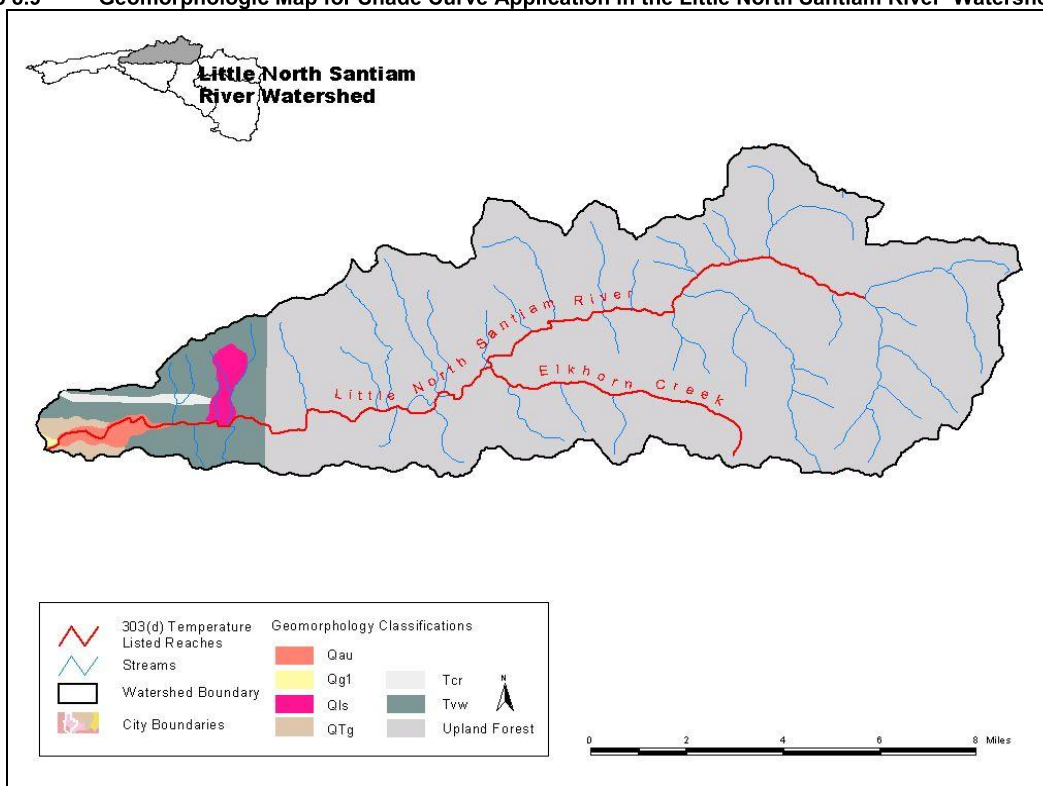 Geomorphologic Map for Shade Curve Application in the Little North Santiam River Watershe
Little North Santiam
River Watershed
Little North Santiam River
Elkhorn Creek
303(d) Temperature
Listed Reaches
Streams
Watershed Boundary
City Boundaries
Geomorphology Classifications
Qau
Qg1
Qls
QTg
Tcr
Tvw
Upland Forest
N
0 2 4 6 8 Miles